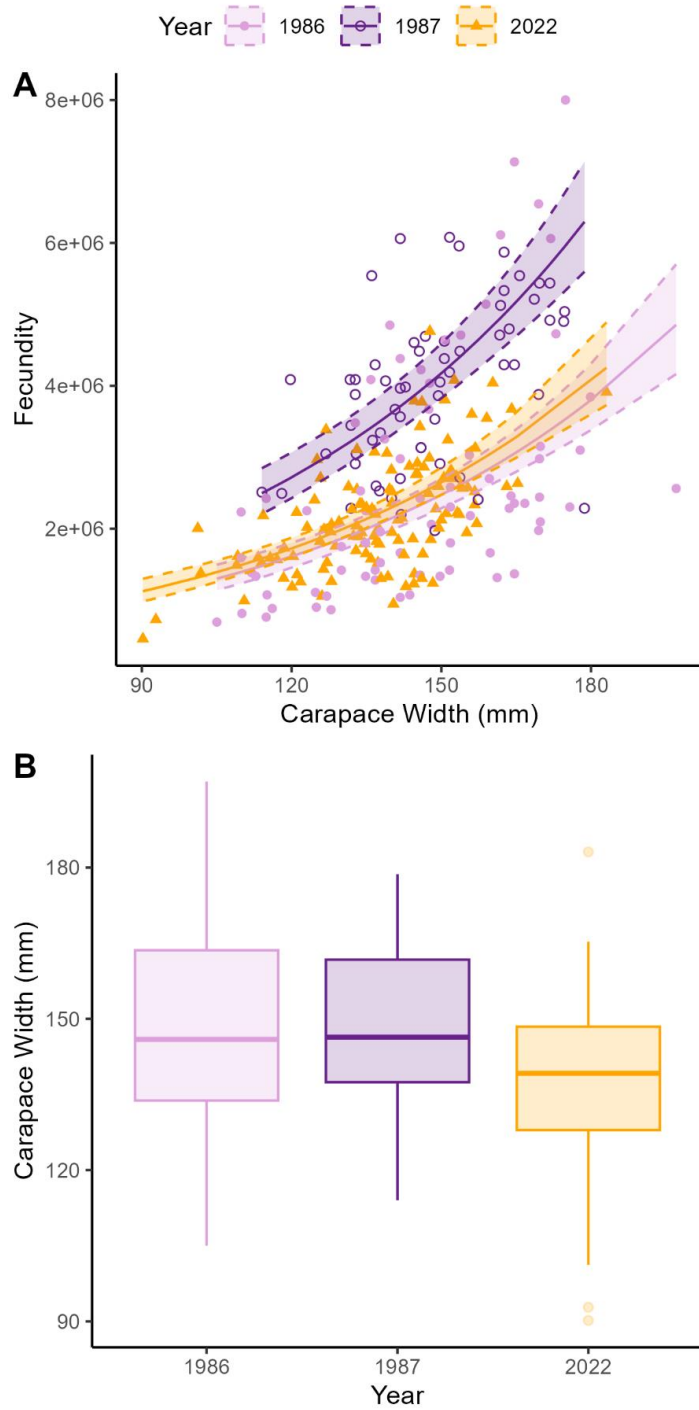 Year 1986 1987 2022
A
8e+06
6e+06
4e+06
2e+06
Fecundity
90 120 150 180
Carapace Width (mm)
B
180
150
120
90
Carapace Width (mm)
1986 1987 2022
Year